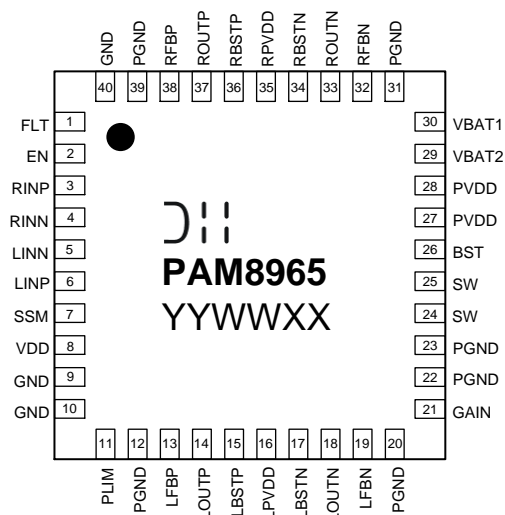 GND PGND RFBP ROUTP RBSTP RPVDD RBSTN ROUTN RFBN PGND
40 39 38 37 36 35 34 33 32 31
FLT 1
EN 2
RINP 3
RINN 4
LINN 5
LINP 6
SSM 7
VDD 8
GND 9
GND 10
PAM8965
YYWWXX
30 VBAT1
29 VBAT2
28 PVDD
27 PVDD
26 BST
25 SW
24 SW
23 PGND
22 PGND
21 GAIN
11 12 13 14 15 16 17 18 19 20
PLIM PGND LFBP LOUTP LBSTP LPVDD LBSTN LOUTN LFBN PGND